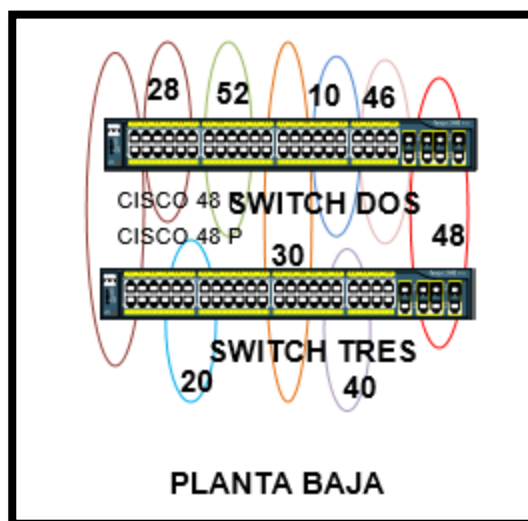 28
52
10
46
CISCO 48 P
SWITCH DOS
CISCO 48 P
48
30
SWITCH TRES
20
40
PLANTA BAJA